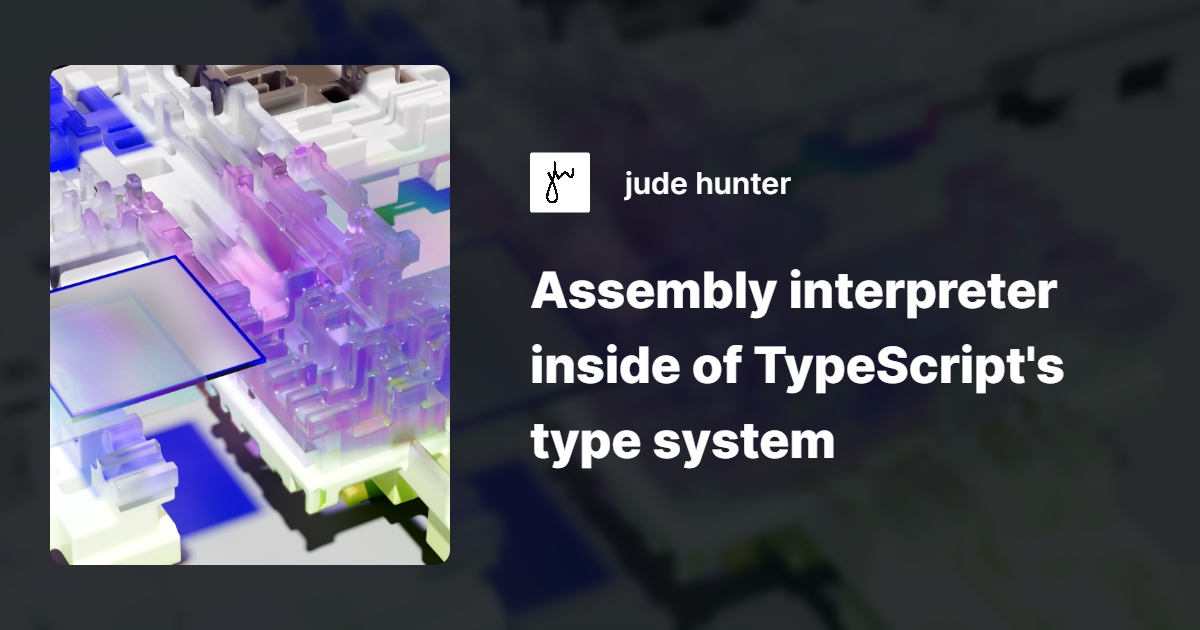 jude hunter
Assembly interpreter
inside of TypeScript's
type system